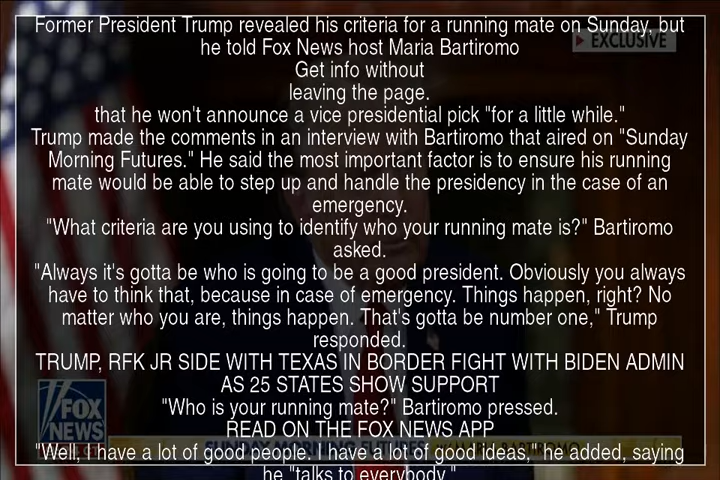 Former President Trump revealed his criteria for a running mate on Sunday, but
he told Fox News host Maria Bartiromo
EXCLUSIVE
Get info without
leaving the page.
that he won't announce a vice presidential pick "for a little while."
Trump made the comments in an interview with Bartiromo that aired on "Sunday
Morning Futures." He said the most important factor is to ensure his running
mate would be able to step up and handle the presidency in the case of an
emergency.
"What criteria are you using to identify who your running mate is?" Bartiromo
asked.
"Always it's gotta be who is going to be a good president. Obviously you always
have to think that, because in case of emergency. Things happen, right? No
matter who you are, things happen. That's gotta be number one," Trump
responded.
TRUMP, RFK JR SIDE WITH TEXAS IN BORDER FIGHT WITH BIDEN ADMIN
AS 25 STATES SHOW SUPPORT
"Who is your running mate?" Bartiromo pressed.
READ ON THE FOX NEWS APP
"Well, I have a lot of good people. I have a lot of good ideas," he added, saying
he "talks to everybody."
FOX
NEWS
SUNDAY MORNING FUTURES
BARTIROMO